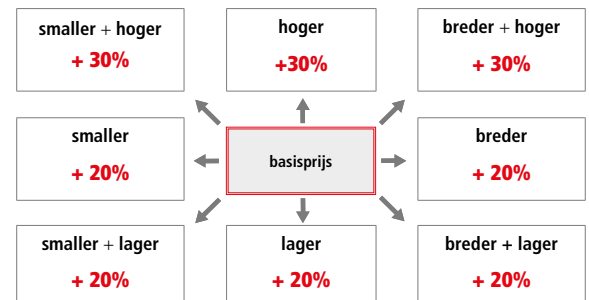 smaller + hoger
+ 30%
hoger
+30%
breder + hoger
+ 30%
smaller
+ 20%
basisprijs
breder
+ 20%
smaller + lager
+ 20%
lager
+ 20%
breder + lager
+ 20%